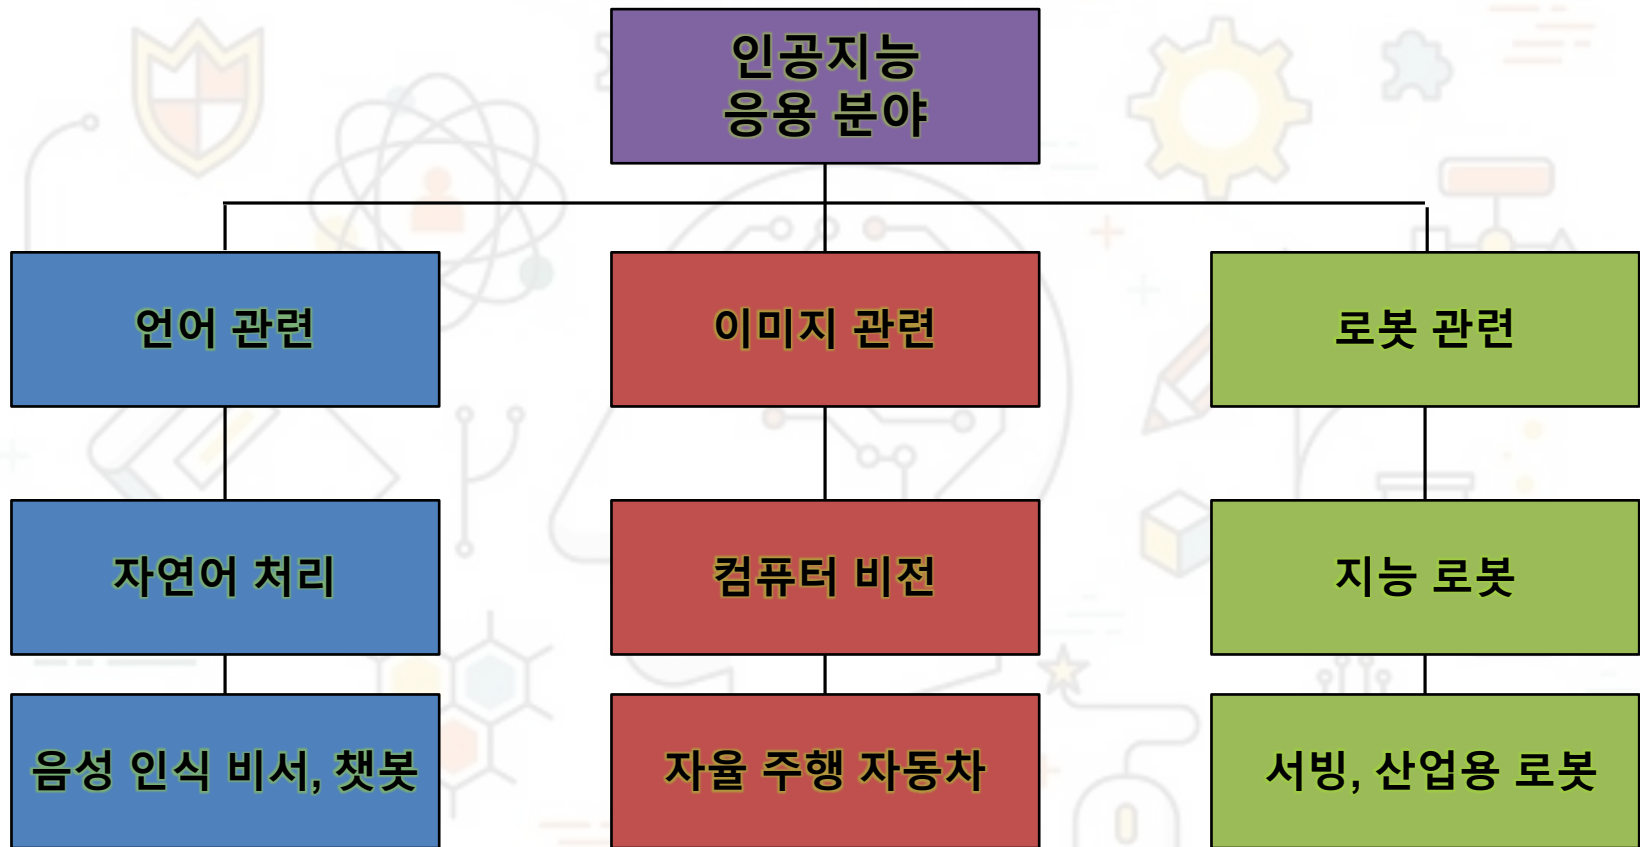 인공지능
응용 분야
언어 관련
이미지 관련
로봇 관련
자연어 처리
컴퓨터 비전
지능 로봇
음성 인식 비서, 챗봇
자율 주행 자동차
서빙, 산업용 로봇